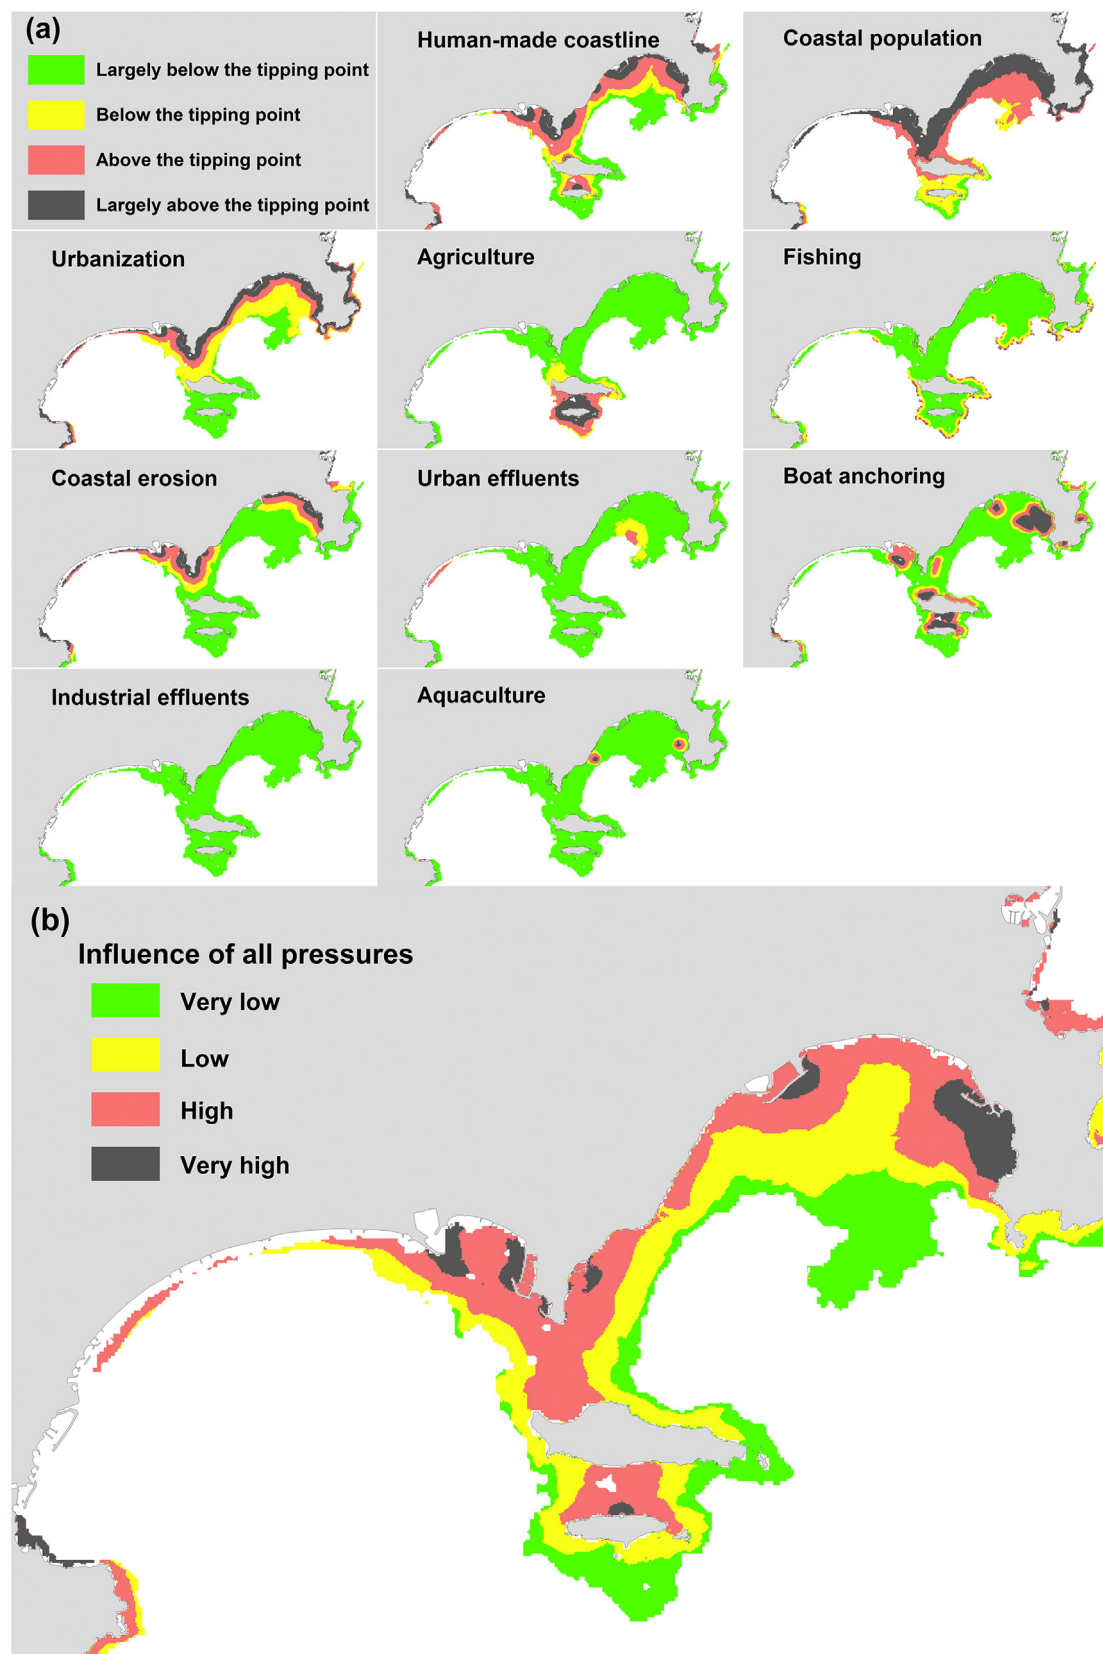 (a)
Largely below the tipping point
Below the tipping point
Above the tipping point
Largely above the tipping point
Human-made coastline
Coastal population
Urbanization
Agriculture
Fishing
Coastal erosion
Urban effluents
Boat anchoring
Industrial effluents
Aquaculture
(b)
Influence of all pressures
Very low
Low
High
Very high